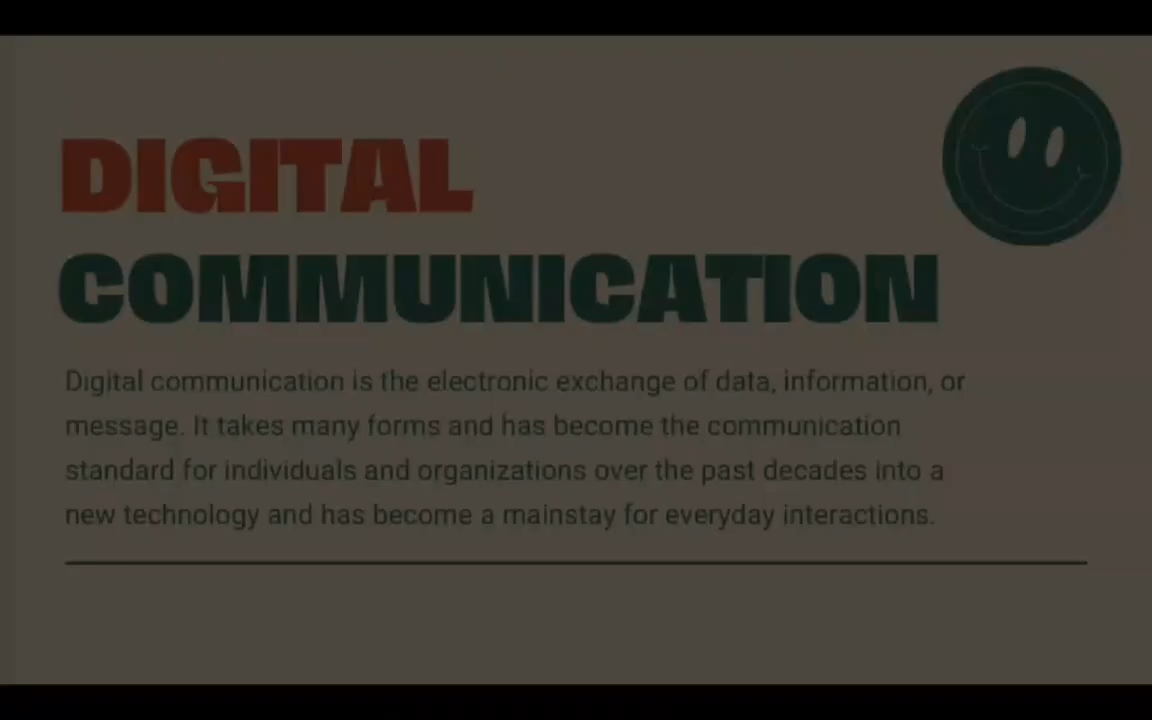 DIGITAL
COMMUNICATION
Digital communication is the electronic exchange of data, information, or
message. It takes many forms and has become the communication
standard for individuals and organizations over the past decades into a
new technology and has become a mainstay for everyday interactions.